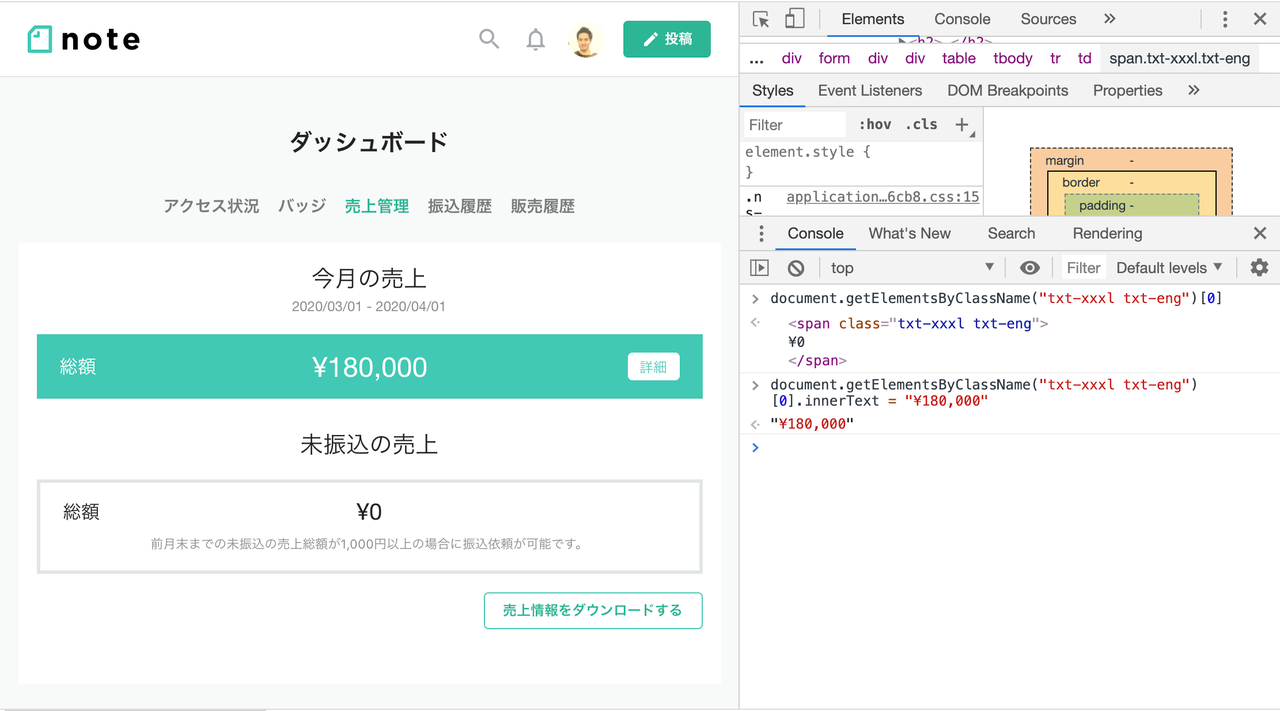 note
投稿
ダッシュボード
アクセス状況 バッジ 売上管理 振込履歴 販売履歴
今月の売上
2020/03/01 - 2020/04/01
総額 ¥180,000 詳細
未振込の売上
総額 ¥0
前月末までの未振込の売上総額が1,000円以上の場合に振込依頼が可能です。
売上情報をダウンロードする
Elements Console Sources »
<h2> </h2>
... div form div div table tbody tr td span.txt-xxxl.txt-eng
Styles Event Listeners DOM Breakpoints Properties »
Filter :hov .cls +
element.style {
}
.n application…6cb8.css:15
margin -
border -
padding -
Console What's New Search Rendering
top Filter Default levels ▼
> document.getElementsByClassName("txt-xxxl txt-eng")[0]
<span class="txt-xxxl txt-eng">
¥0
</span>
> document.getElementsByClassName("txt-xxxl txt-eng")
[0].innerText = "¥180,000"
"¥180,000"
>